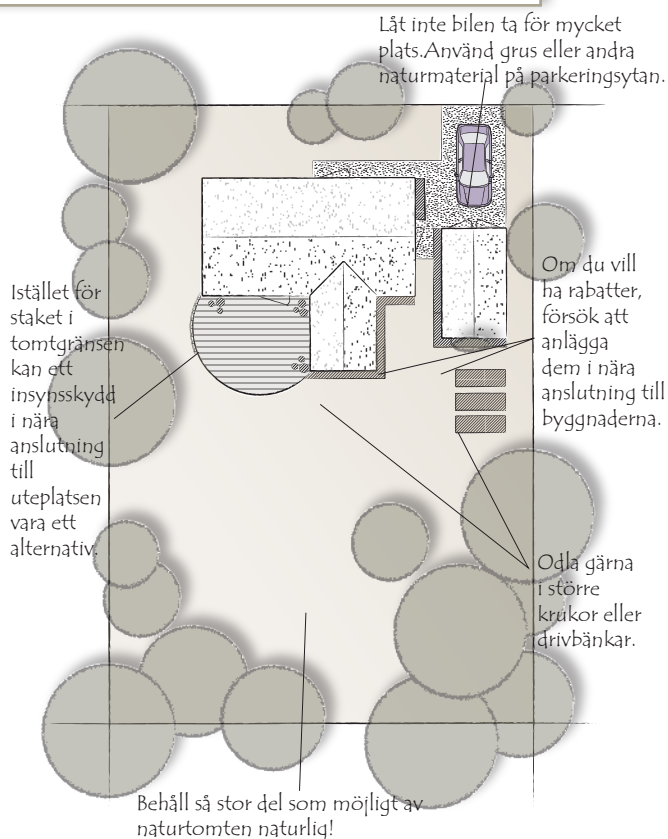 Låt inte bilen ta för mycket
plats.Använd grus eller andra
naturmaterial på parkeringsytan.
Istället för
staket i
tomtgränsen
kan ett
insynsskydd
i nära
anslutning
till
uteplatsen
vara ett
alternativ.
Om du vill
ha rabatter,
försök att
anlägga
dem i nära
anslutning till
byggnaderna.
Odla gärna
i större
krukor eller
drivbänkar.
Behåll så stor del som möjligt av
naturtomten naturlig!